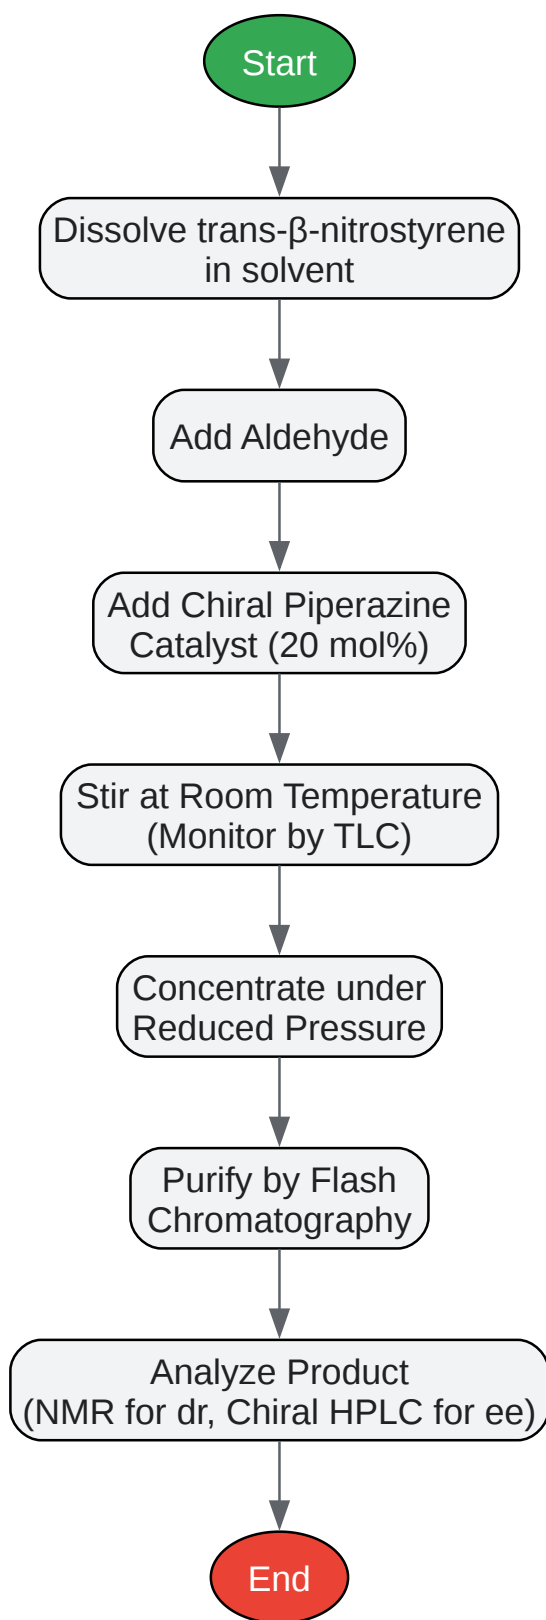 Start
Dissolve trans-β-nitrostyrene
in solvent
Add Aldehyde
Add Chiral Piperazine
Catalyst (20 mol%)
Stir at Room Temperature
(Monitor by TLC)
Concentrate under
Reduced Pressure
Purify by Flash
Chromatography
Analyze Product
(NMR for dr, Chiral HPLC for ee)
End